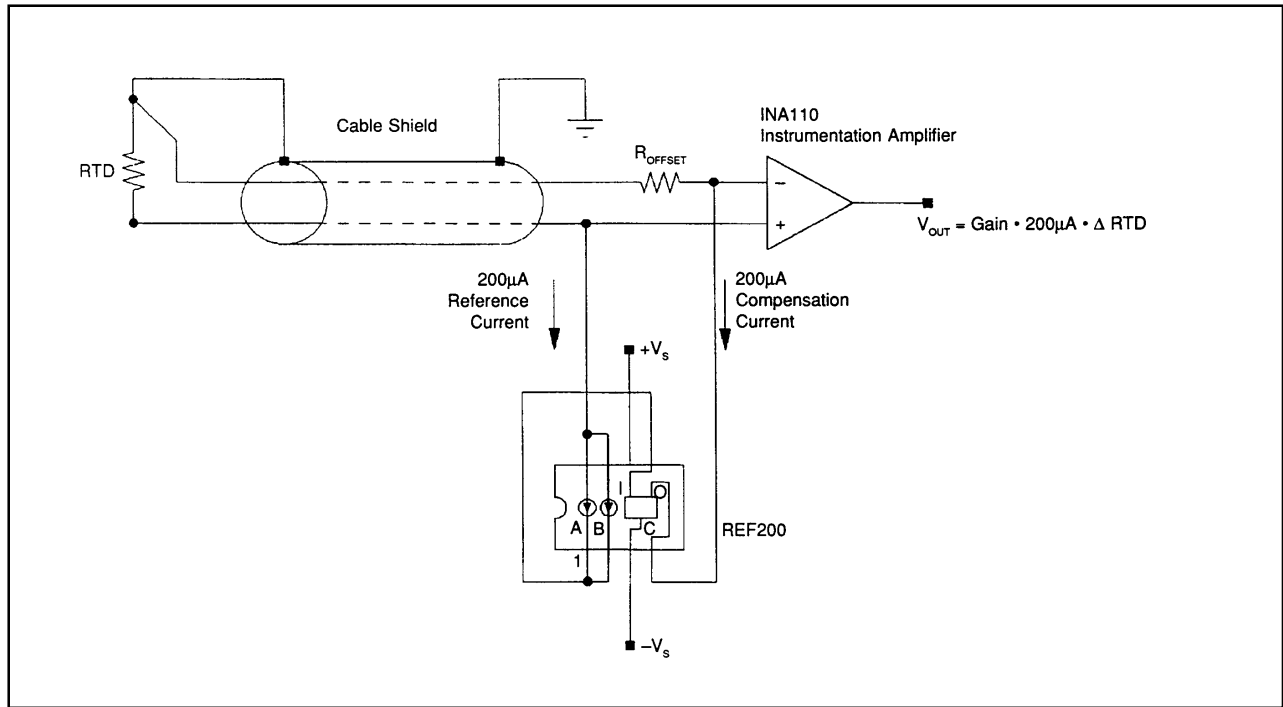 INA110
Instrumentation Amplifier
Cable Shield
R_OFFSET
RTD
−
+
V_OUT = Gain • 200µA • Δ RTD
200µA
Reference
Current
200µA
Compensation
Current
+V_s
I
O
A
B
C
REF200
1
–V_s